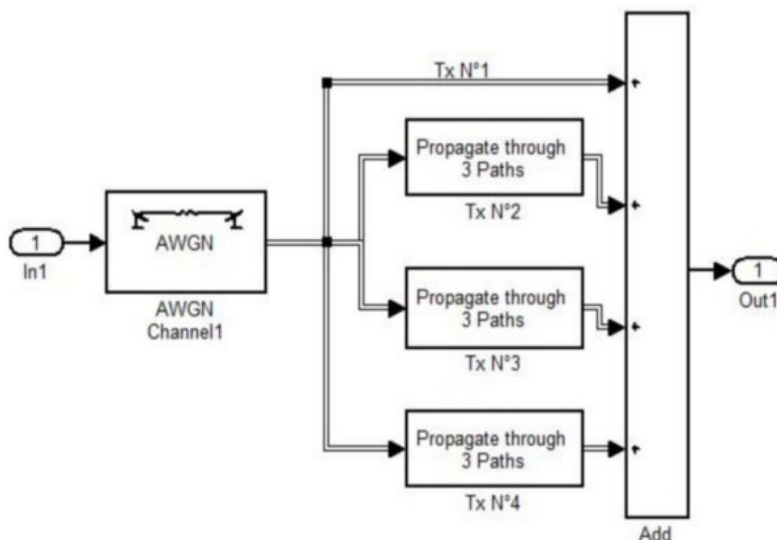 Tx N°1
Propagate through
3 Paths
Tx N°2
1
In1
AWGN
AWGN
Channel1
Propagate through
3 Paths
Tx N°3
1
Out1
Propagate through
3 Paths
Tx N°4
Add